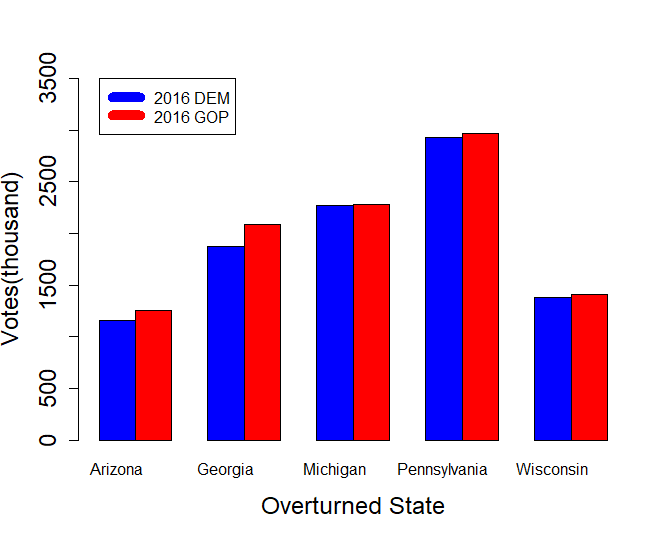 2016 DEM
2016 GOP
3500
2500
1500
500
0
Votes(thousand)
Arizona Georgia Michigan Pennsylvania Wisconsin
Overturned State